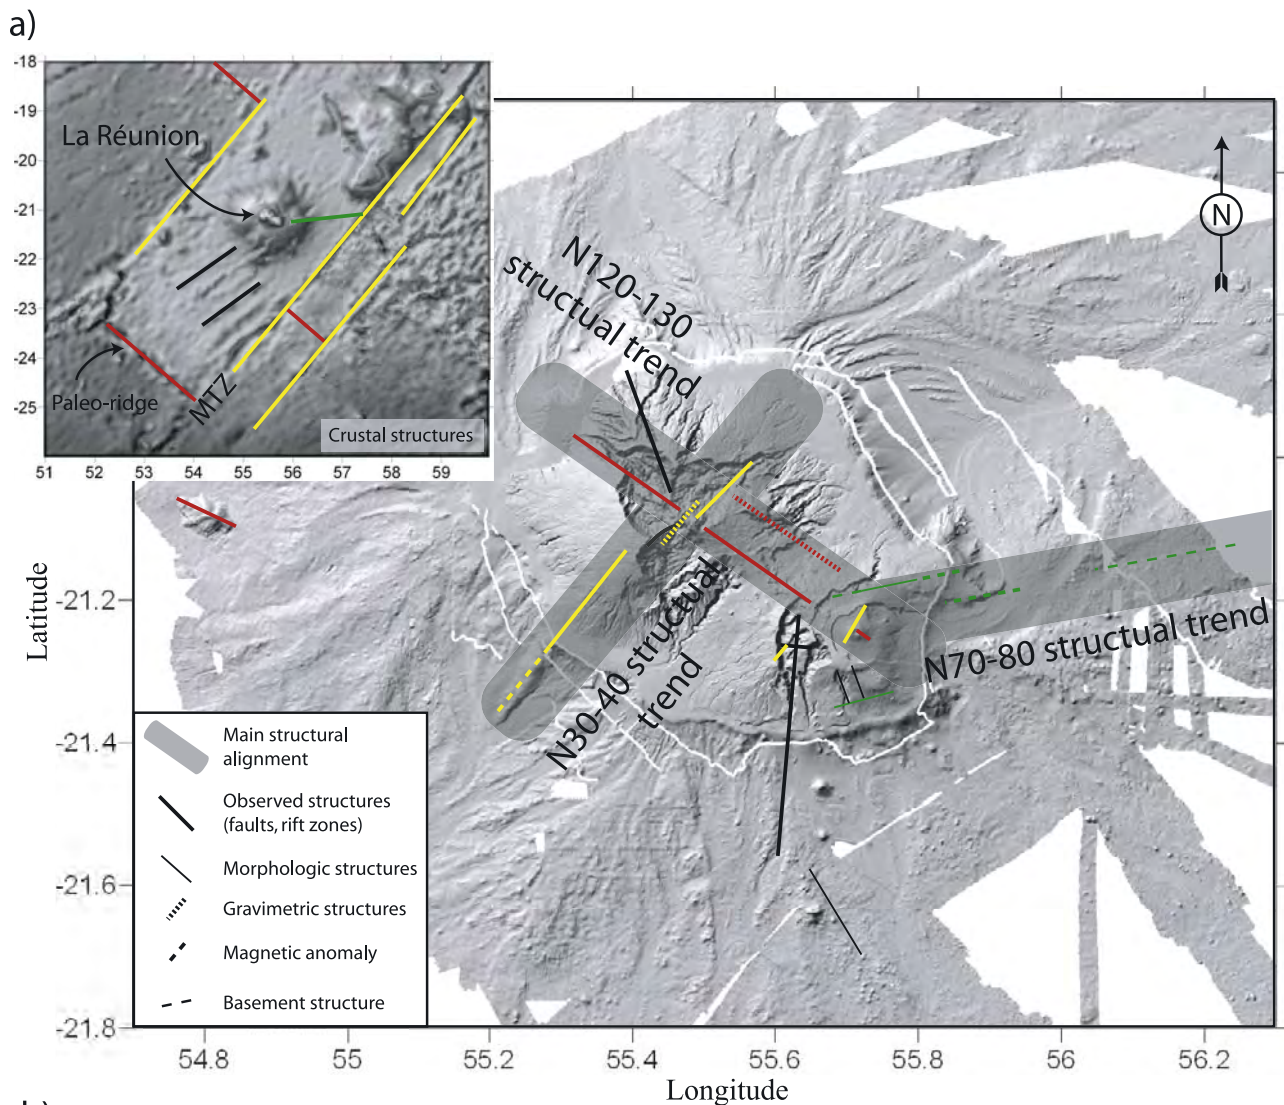 a)
-18
-19
-20
-21
-22
-23
-24
-25
51 52 53 54 55 56 57 58 59
La Réunion
Paleo-ridge
MTZ
Crustal structures
N
N120-130
structual trend
N30-40 structual
trend
N70-80 structual trend
Latitude
-21.2
-21.4
-21.6
-21.8
54.8 55 55.2 55.4 55.6 55.8 56 56.2
Longitude
Main structural
alignment
Observed structures
(faults, rift zones)
Morphologic structures
Gravimetric structures
Magnetic anomaly
Basement structure